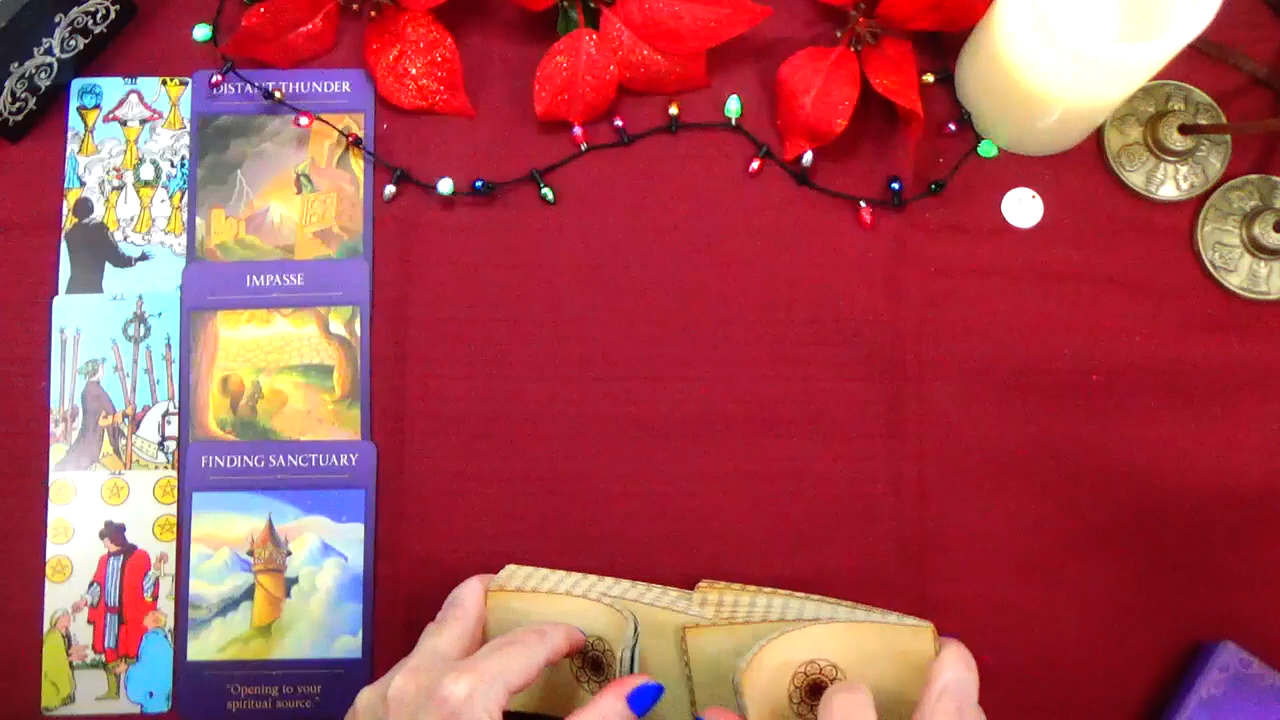 DISTANT THUNDER
IMPASSE
FINDING SANCTUARY
"Opening to your
spiritual source."